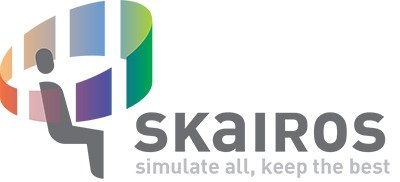 SKaIROS
simulate all, keep the best